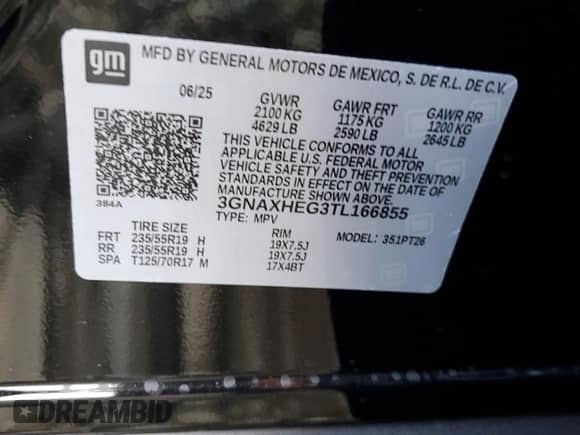 gm
MFD BY GENERAL MOTORS DE MEXICO, S. DE R.L. DE C.V.
06/25 GVWR GAWR FRT GAWR RR
2100 KG 1175 KG 1200 KG
4629 LB 2590 LB 2645 LB
THIS VEHICLE CONFORMS TO ALL
APPLICABLE U.S. FEDERAL MOTOR
VEHICLE SAFETY AND THEFT PREVENTION
STANDARDS IN EFFECT ON THE DATE OF
MANUFACTURE SHOWN ABOVE.
384A
3GNAXHEG3TL166855
TYPE: MPV MODEL: 351PT26
TIRE SIZE RIM
FRT 235/55R19 H 19X7.5J
RR 235/55R19 H 19X7.5J
SPA T125/70R17 M 17X4BT
DREAMBID